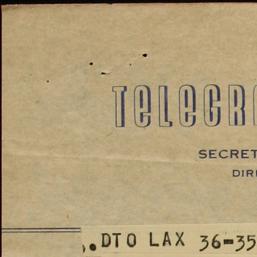 TELEGR
SECRET
DIR
.DTO LAX 36-35